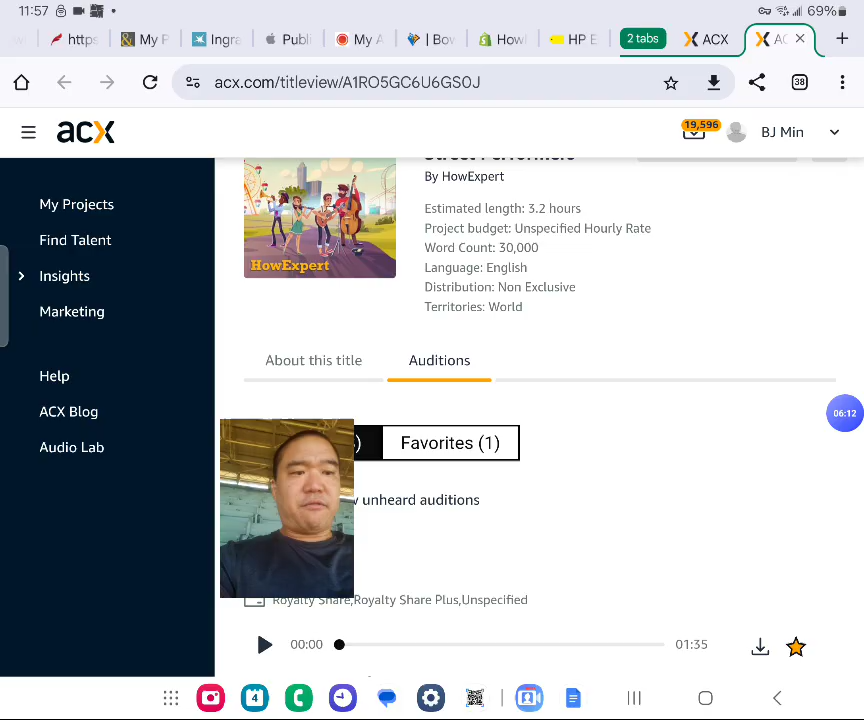 11:57
69%
https
My P
Ingra
Publi
My A
| Bov
Howl
HP E
2 tabs
ACX
acx.com/titleview/A1RO5GC6U6GS0J
38
acx
19,596
BJ Min
My Projects
Find Talent
Insights
Marketing
Help
ACX Blog
Audio Lab
HowExpert
Street Performers
By HowExpert
Estimated length: 3.2 hours
Project budget: Unspecified Hourly Rate
Word Count: 30,000
Language: English
Distribution: Non Exclusive
Territories: World
About this title
Auditions
06:12
Favorites (1)
unheard auditions
Royalty Share,Royalty Share Plus,Unspecified
00:00
01:35
4